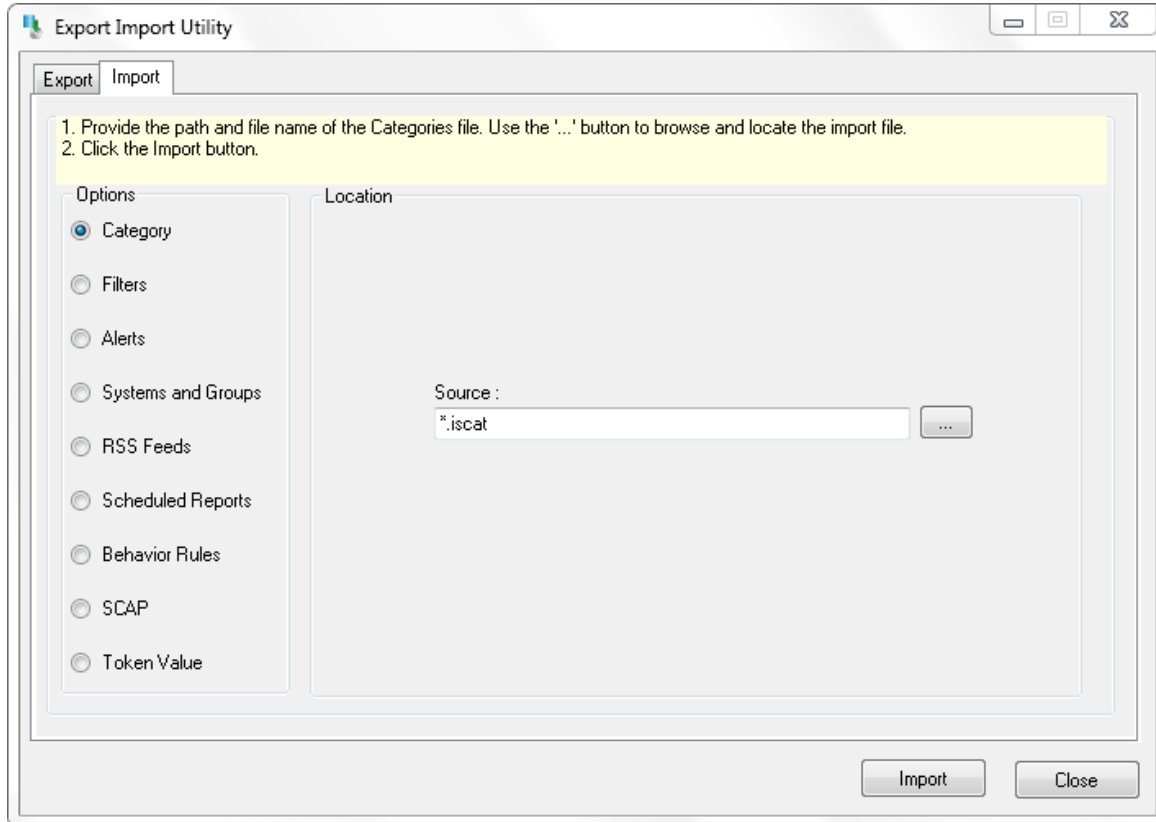 Export Import Utility
Export
Import
1. Provide the path and file name of the Categories file. Use the '...' button to browse and locate the import file.
2. Click the Import button.
Options
Location
Category
Filters
Alerts
Systems and Groups
Source :
*.iscat
...
RSS Feeds
Scheduled Reports
Behavior Rules
SCAP
Token Value
Import
Close